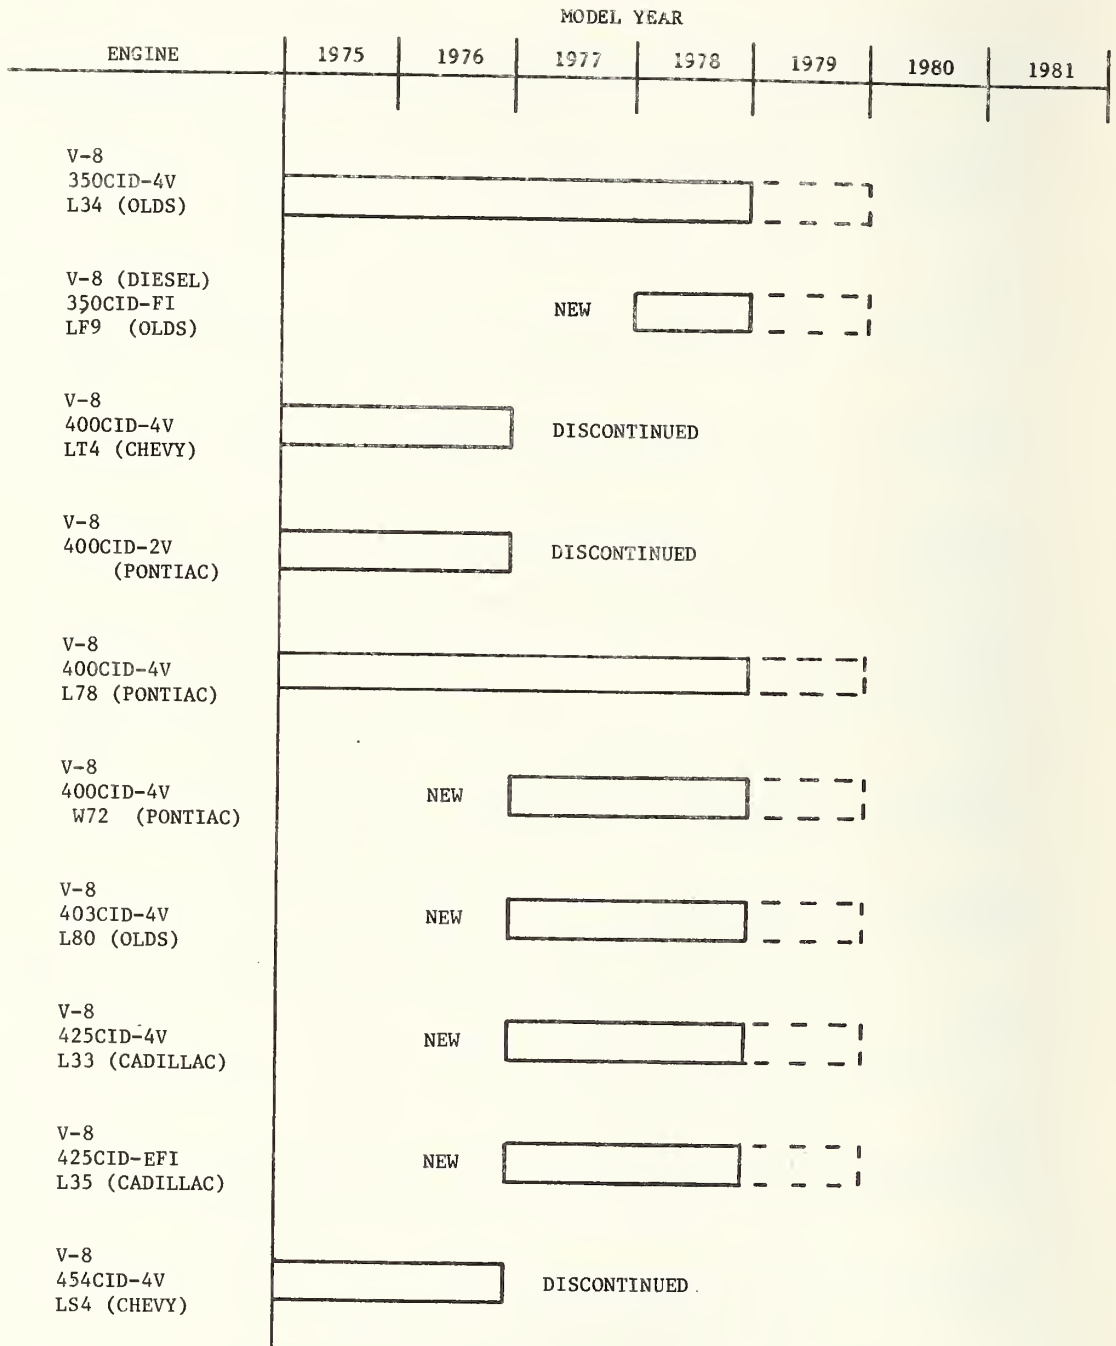 MODEL YEAR
ENGINE 1975 1976 1977 1978 1979 1980 1981
V-8
350CID-4V
L34 (OLDS)
V-8 (DIESEL)
350CID-FI
LF9 (OLDS)
NEW
V-8
400CID-4V
LT4 (CHEVY)
DISCONTINUED
V-8
400CID-2V
(PONTIAC)
DISCONTINUED
V-8
400CID-4V
L78 (PONTIAC)
V-8
400CID-4V
W72 (PONTIAC)
NEW
V-8
403CID-4V
L80 (OLDS)
NEW
V-8
425CID-4V
L33 (CADILLAC)
NEW
V-8
425CID-EFI
L35 (CADILLAC)
NEW
V-8
454CID-4V
LS4 (CHEVY)
DISCONTINUED